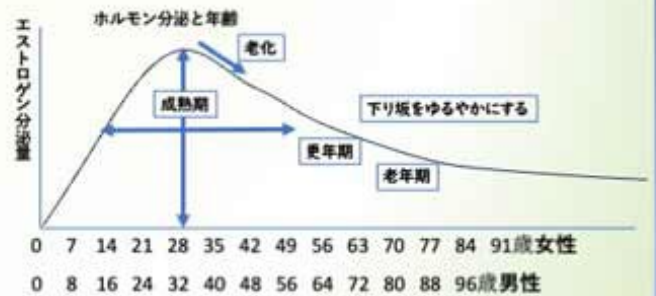 ホルモン分泌と年齢
エストロゲン分泌量
老化
成熟期
下り坂をゆるやかにする
更年期
老年期
0 7 14 21 28 35 42 49 56 63 70 77 84 91歳女性
0 8 16 24 32 40 48 56 64 72 80 88 96歳男性